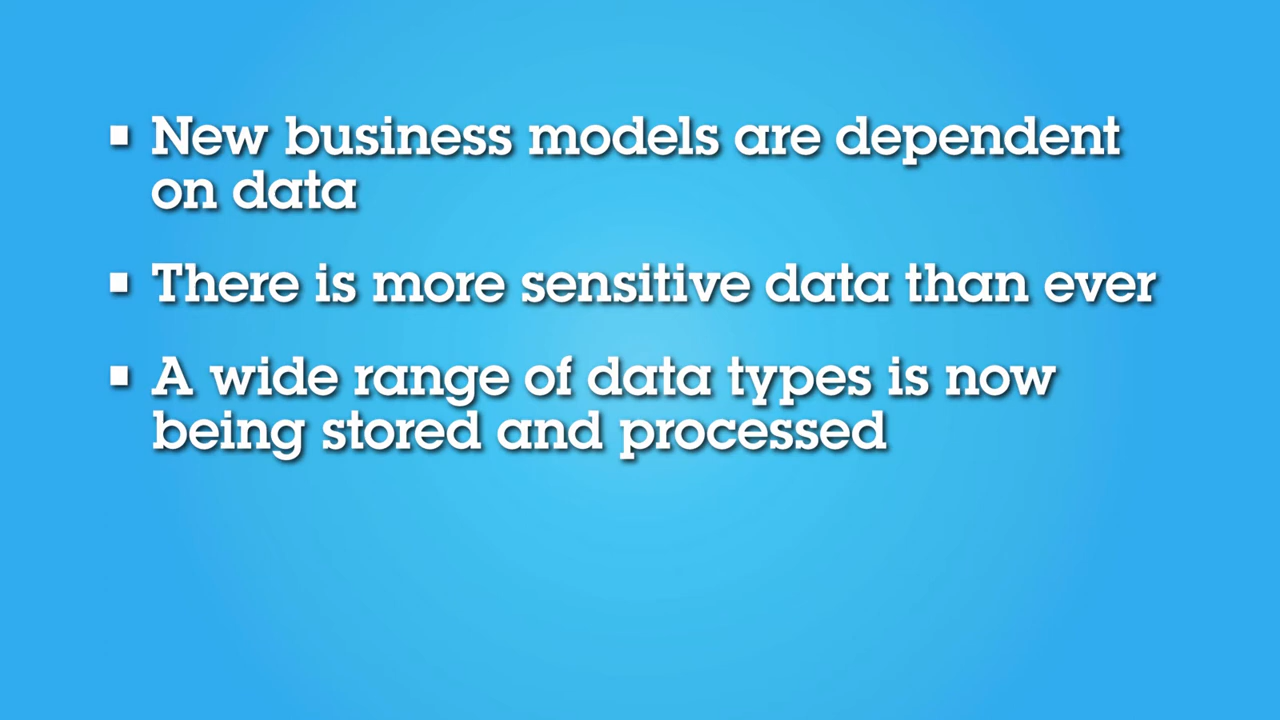 ▪ New business models are dependent
on data
▪ There is more sensitive data than ever
▪ A wide range of data types is now
being stored and processed